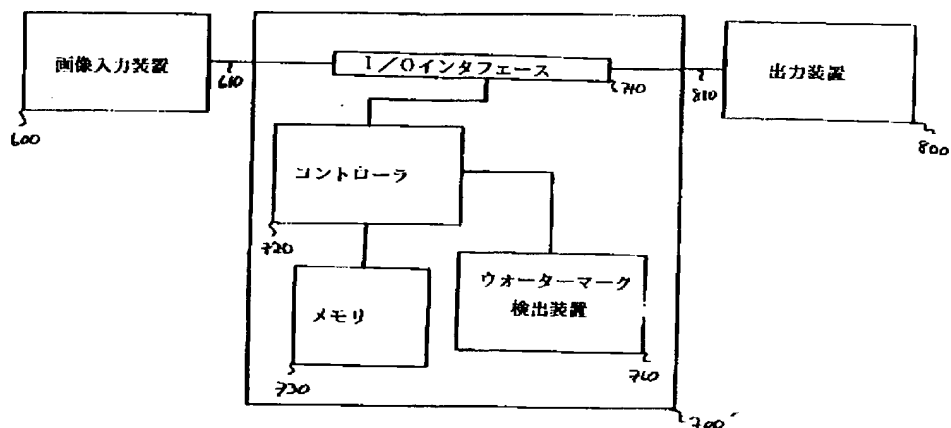 画像入力装置
610
I/Oインタフェース
710
810
出力装置
600
800
コントローラ
720
メモリ
730
ウォーターマーク
検出装置
740
700'